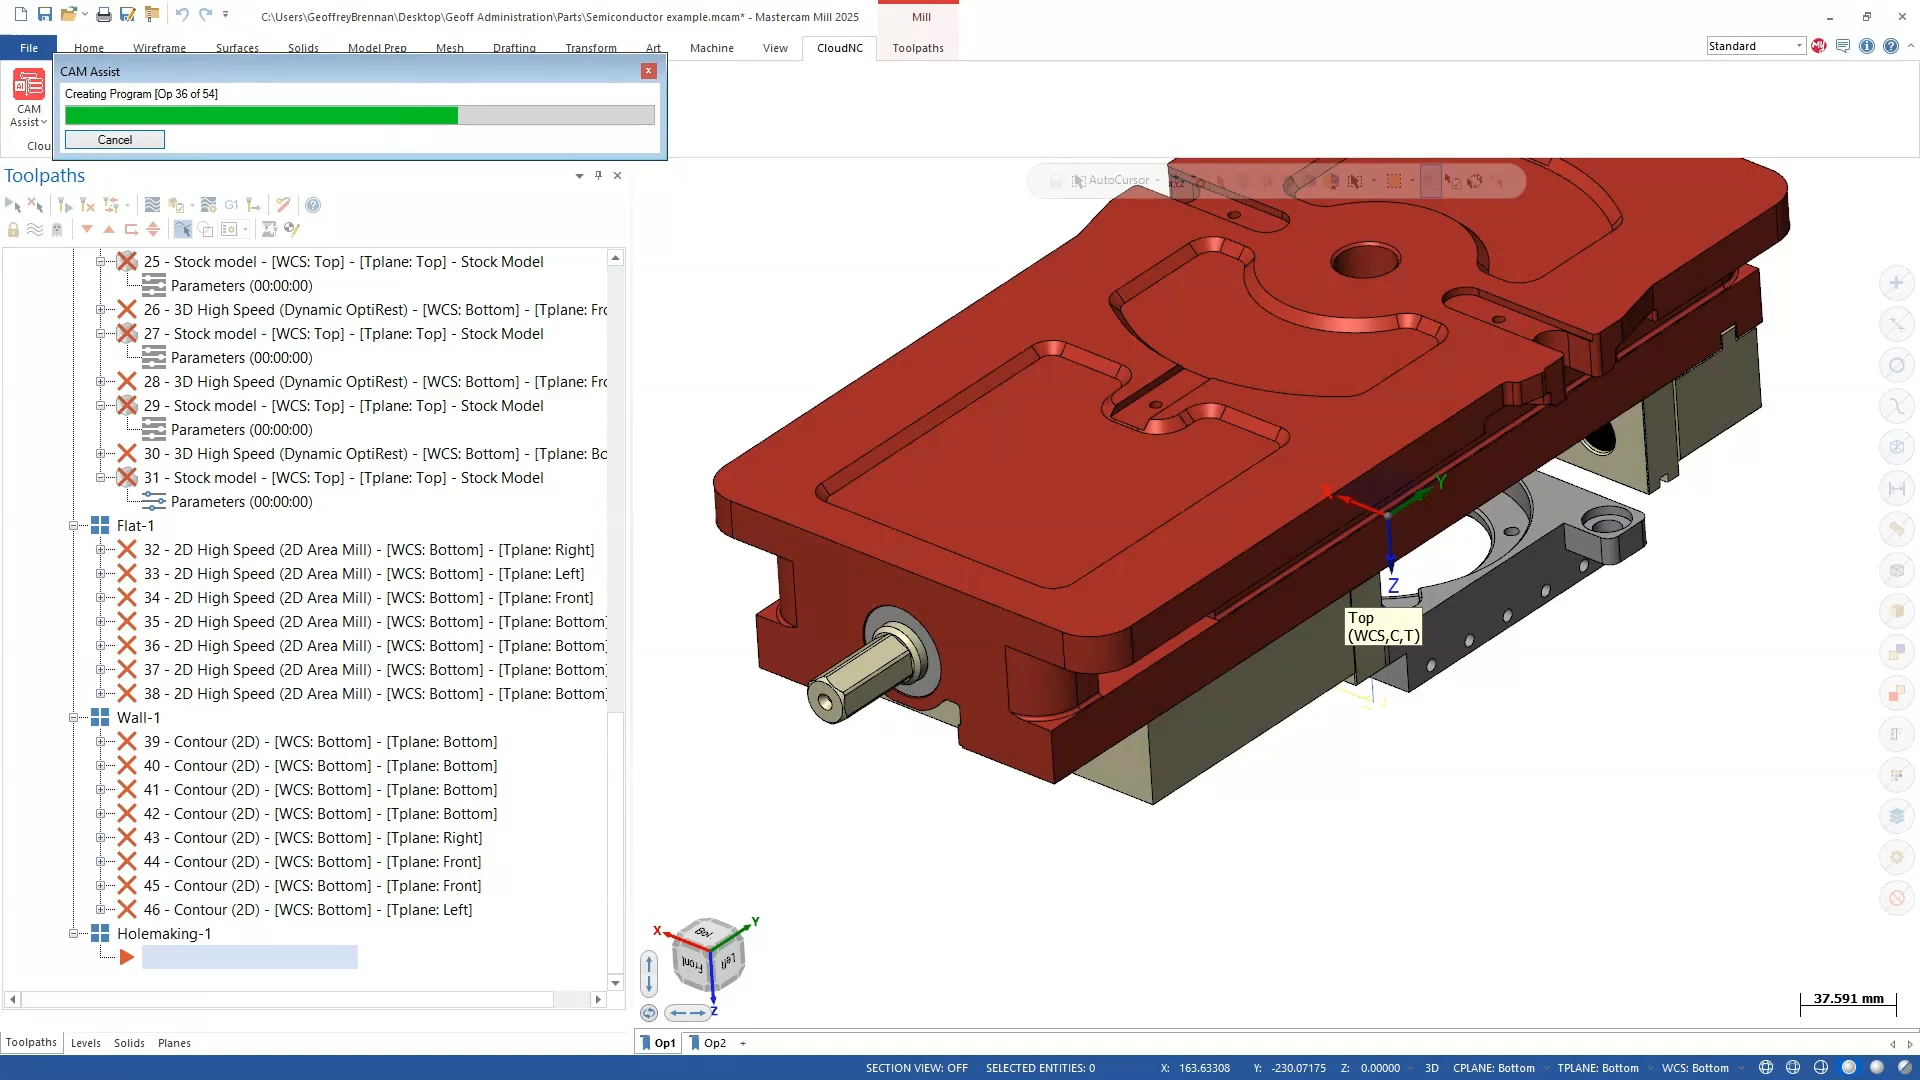 C:\Users\GeoffreyBrennan\Desktop\Geoff Administration\Parts\Semiconductor example.mcam* - Mastercam Mill 2025
Mill
File
Home
Wireframe
Surfaces
Solids
Model Prep
Mesh
Drafting
Transform
Art
Machine
View
CloudNC
Toolpaths
Standard
CAM Assist
Creating Program [Op 36 of 54]
Cancel
AI
CAM
Assist
Clou
Toolpaths
G1
AutoCursor
25 - Stock model - [WCS: Top] - [Tplane: Top] - Stock Model
Parameters (00:00:00)
26 - 3D High Speed (Dynamic OptiRest) - [WCS: Bottom] - [Tplane: Fro
27 - Stock model - [WCS: Top] - [Tplane: Top] - Stock Model
Parameters (00:00:00)
28 - 3D High Speed (Dynamic OptiRest) - [WCS: Bottom] - [Tplane: Fro
29 - Stock model - [WCS: Top] - [Tplane: Top] - Stock Model
Parameters (00:00:00)
30 - 3D High Speed (Dynamic OptiRest) - [WCS: Bottom] - [Tplane: Bo
31 - Stock model - [WCS: Top] - [Tplane: Top] - Stock Model
Parameters (00:00:00)
Flat-1
32 - 2D High Speed (2D Area Mill) - [WCS: Bottom] - [Tplane: Right]
33 - 2D High Speed (2D Area Mill) - [WCS: Bottom] - [Tplane: Left]
34 - 2D High Speed (2D Area Mill) - [WCS: Bottom] - [Tplane: Front]
35 - 2D High Speed (2D Area Mill) - [WCS: Bottom] - [Tplane: Bottom]
36 - 2D High Speed (2D Area Mill) - [WCS: Bottom] - [Tplane: Bottom]
37 - 2D High Speed (2D Area Mill) - [WCS: Bottom] - [Tplane: Bottom]
38 - 2D High Speed (2D Area Mill) - [WCS: Bottom] - [Tplane: Bottom]
Wall-1
39 - Contour (2D) - [WCS: Bottom] - [Tplane: Bottom]
40 - Contour (2D) - [WCS: Bottom] - [Tplane: Bottom]
41 - Contour (2D) - [WCS: Bottom] - [Tplane: Bottom]
42 - Contour (2D) - [WCS: Bottom] - [Tplane: Bottom]
43 - Contour (2D) - [WCS: Bottom] - [Tplane: Right]
44 - Contour (2D) - [WCS: Bottom] - [Tplane: Front]
45 - Contour (2D) - [WCS: Bottom] - [Tplane: Front]
46 - Contour (2D) - [WCS: Bottom] - [Tplane: Left]
Holemaking-1
X
Y
Z
Top
(WCS,C,T)
X
Y
Bot
Front
Left
Z
37.591 mm
Toolpaths
Levels
Solids
Planes
Op1
Op2
+
SECTION VIEW: OFF
SELECTED ENTITIES: 0
X: 163.63308
Y: -230.07175
Z: 0.00000
3D
CPLANE: Bottom
TPLANE: Bottom
WCS: Bottom